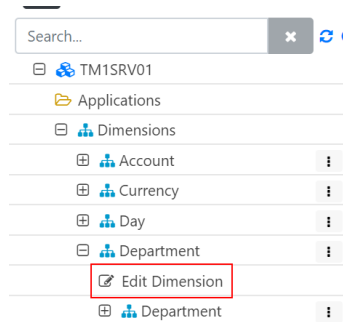 Search...
TM1SRV01
Applications
Dimensions
Account
Currency
Day
Department
Edit Dimension
Department